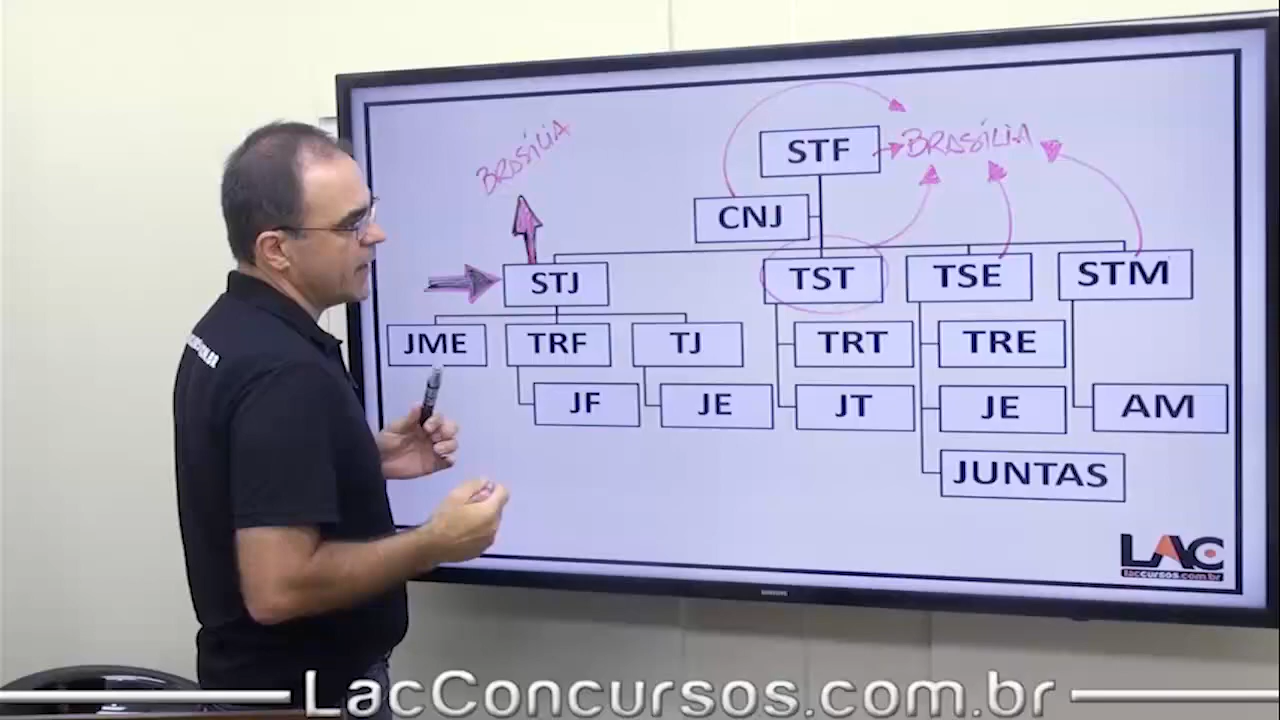 BRASÍLIA
STF
BRASÍLIA
CNJ
STJ
TST
TSE
STM
JME
TRF
TJ
TRT
TRE
JF
JE
JT
JE
AM
JUNTAS
LAC
laccursos.com.br
SAMSUNG
LacConcursos.com.br